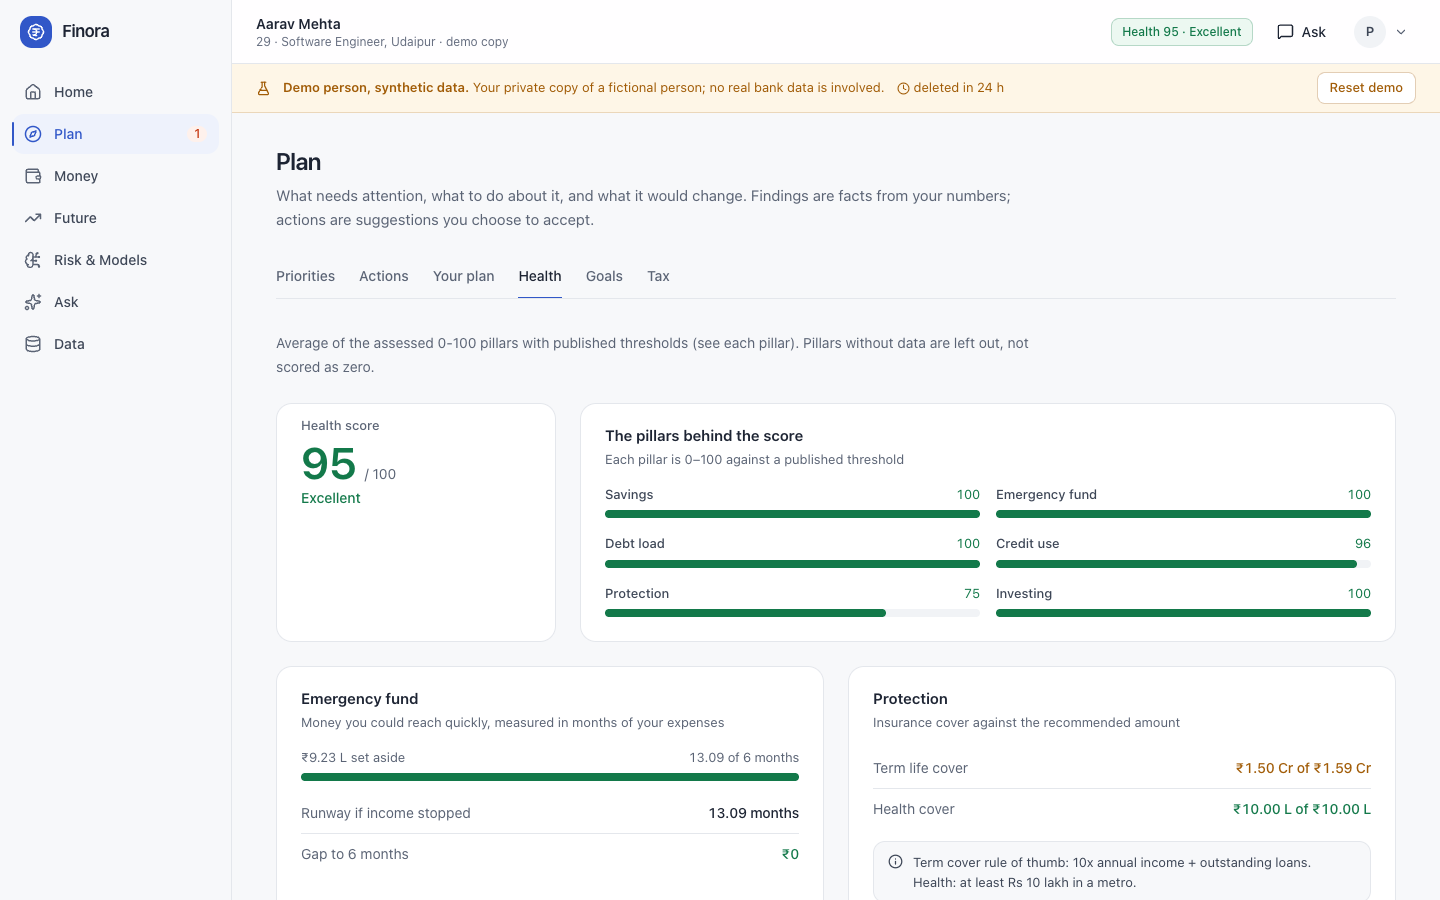 Finora
Home
Plan
1
Money
Future
Risk & Models
Ask
Data
Aarav Mehta
29 · Software Engineer, Udaipur · demo copy
Health 95 · Excellent
Ask
P
Demo person, synthetic data. Your private copy of a fictional person; no real bank data is involved. deleted in 24 h
Reset demo
Plan
What needs attention, what to do about it, and what it would change. Findings are facts from your numbers;
actions are suggestions you choose to accept.
Priorities Actions Your plan Health Goals Tax
Average of the assessed 0-100 pillars with published thresholds (see each pillar). Pillars without data are left out, not
scored as zero.
Health score
95 / 100
Excellent
The pillars behind the score
Each pillar is 0–100 against a published threshold
Savings 100
Emergency fund 100
Debt load 100
Credit use 96
Protection 75
Investing 100
Emergency fund
Money you could reach quickly, measured in months of your expenses
₹9.23 L set aside 13.09 of 6 months
Runway if income stopped 13.09 months
Gap to 6 months ₹0
Protection
Insurance cover against the recommended amount
Term life cover ₹1.50 Cr of ₹1.59 Cr
Health cover ₹10.00 L of ₹10.00 L
Term cover rule of thumb: 10x annual income + outstanding loans.
Health: at least Rs 10 lakh in a metro.